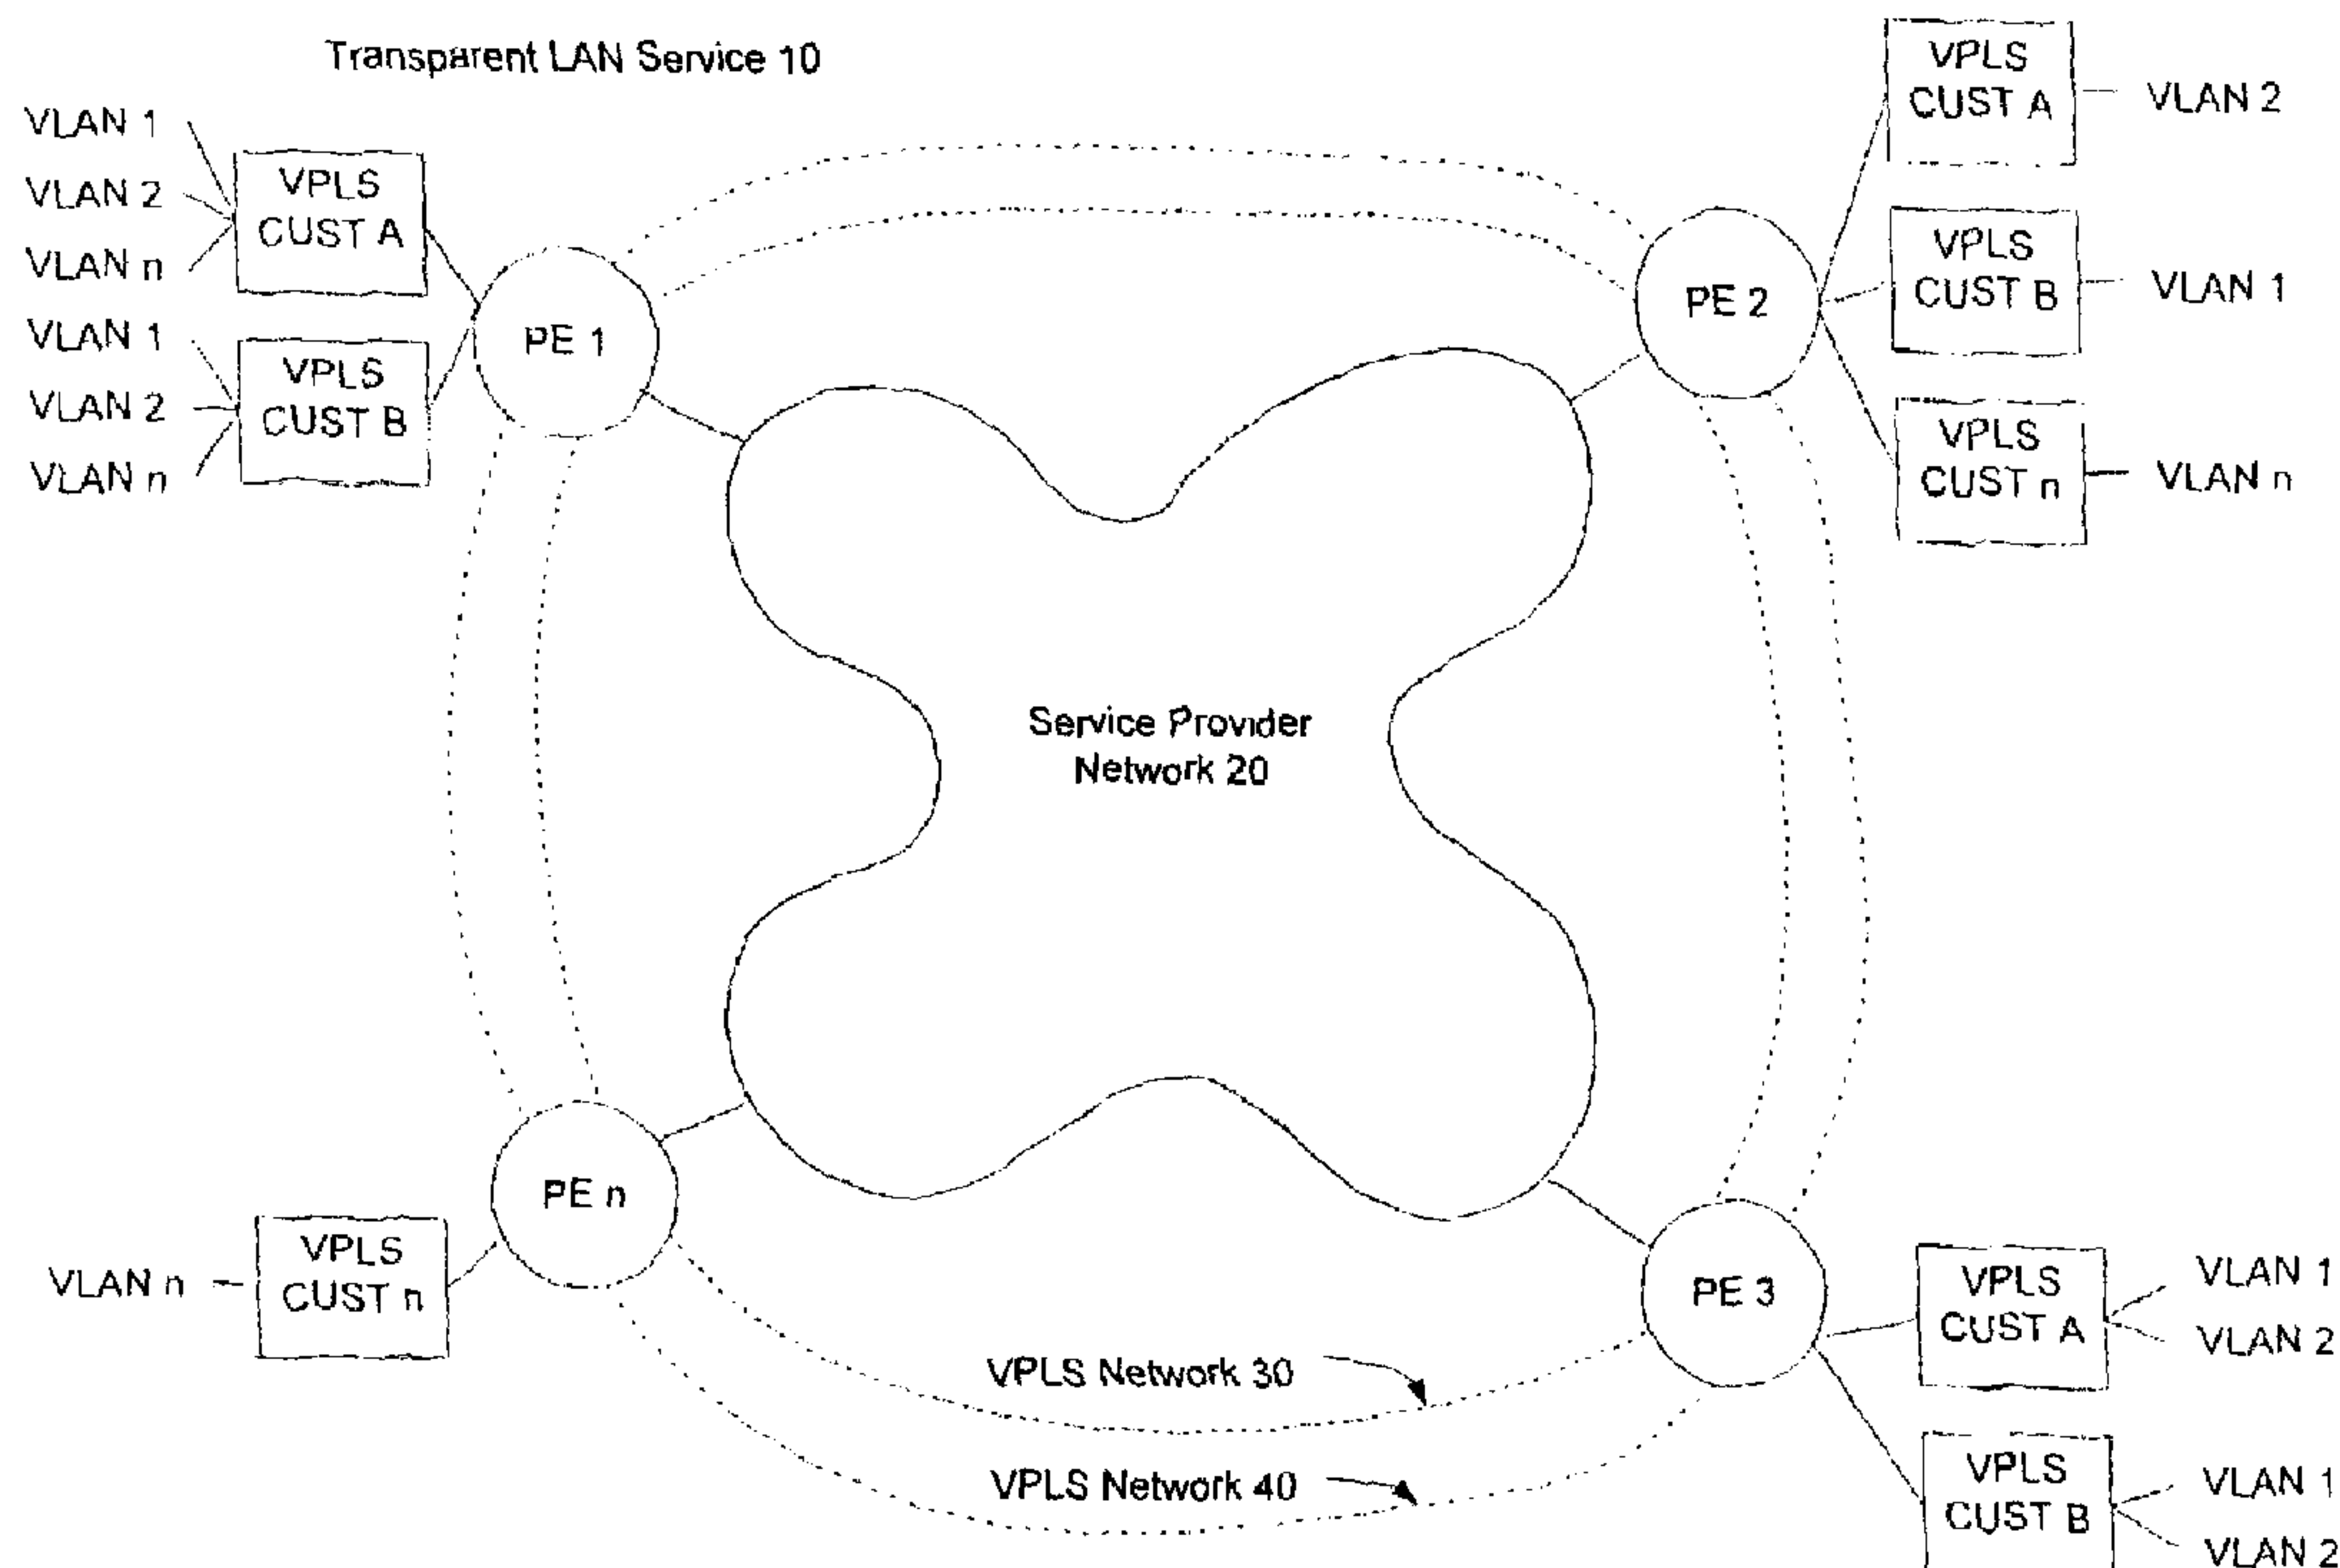 Transparent LAN Service 10
VLAN 1
VLAN 2
VLAN n
VPLS
CUST A
VLAN 1
VLAN 2
VLAN n
VPLS
CUST B
PE 1
PE 2
VPLS
CUST A
VLAN 2
VPLS
CUST B
VLAN 1
VPLS
CUST n
VLAN n
Service Provider
Network 20
PE n
VPLS
CUST n
VLAN n
PE 3
VPLS
CUST A
VLAN 1
VLAN 2
VPLS
CUST B
VLAN 1
VLAN 2
VPLS Network 30
VPLS Network 40